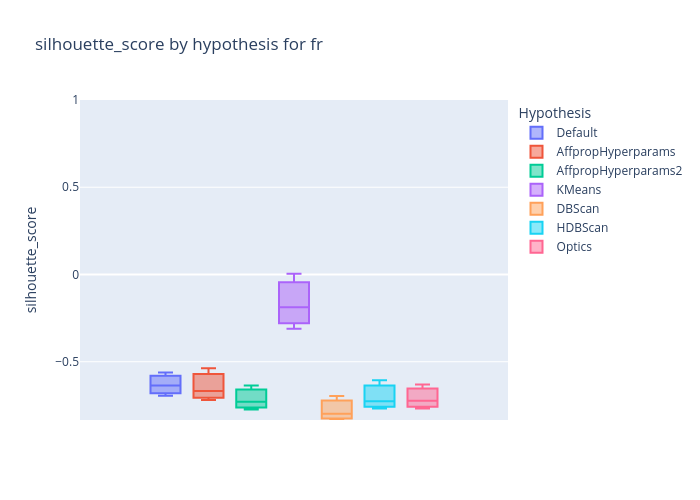 silhouette_score by hypothesis for fr
1
0.5
0
−0.5
silhouette_score
Hypothesis
Default
AffpropHyperparams
AffpropHyperparams2
KMeans
DBScan
HDBScan
Optics